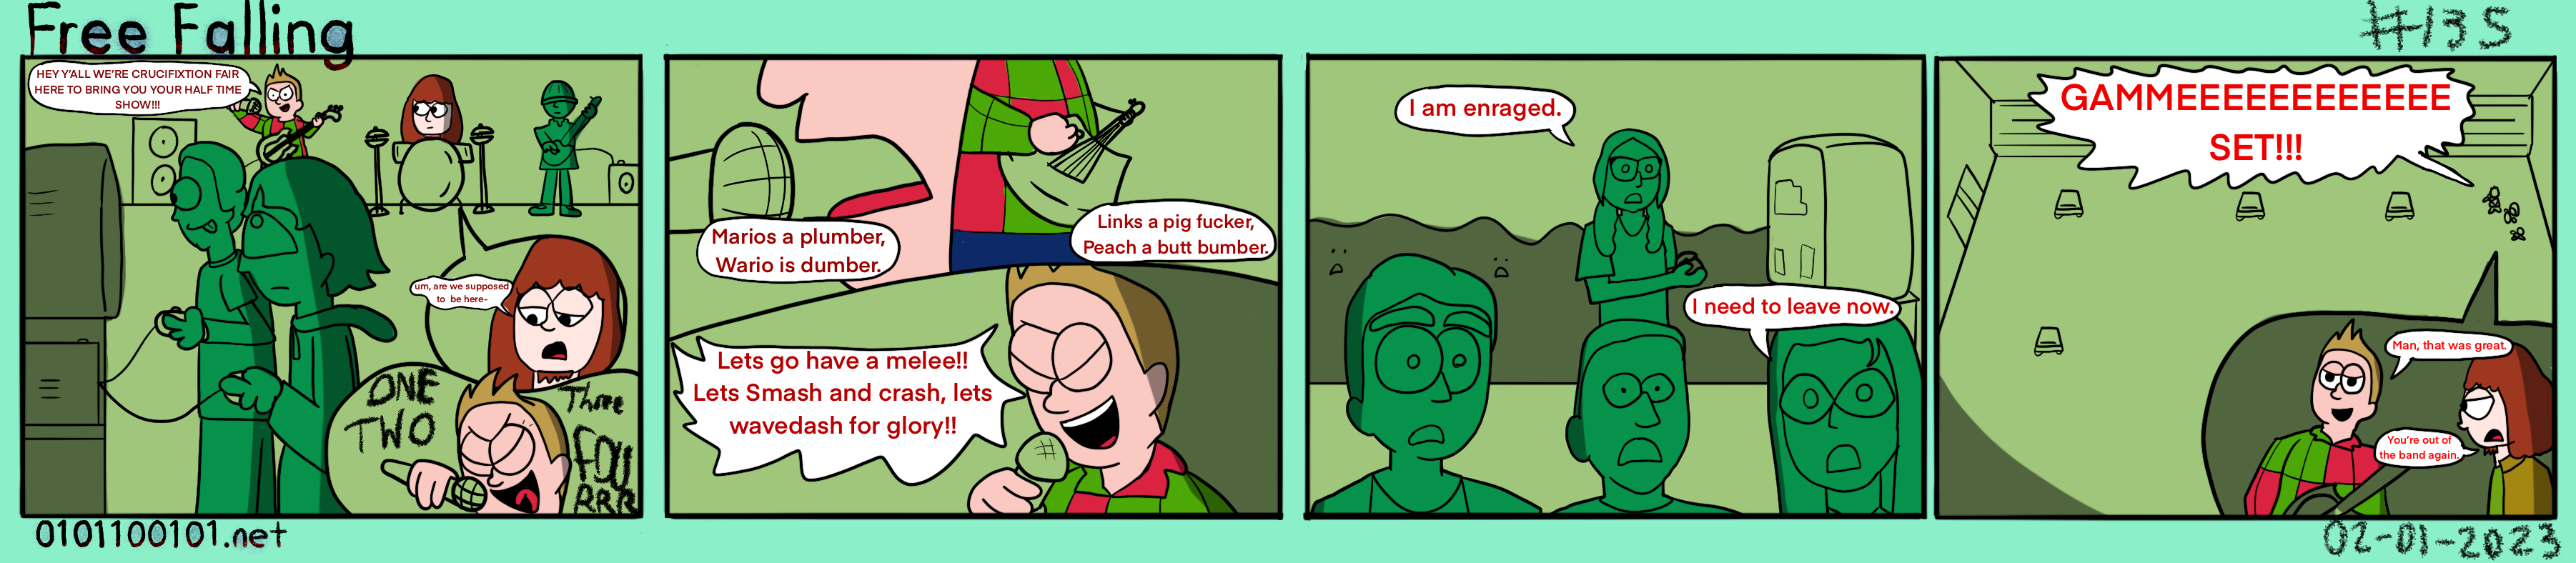 Free Falling
#135
HEY Y'ALL WE'RE CRUCIFIXTION FAIR
HERE TO BRING YOU YOUR HALF TIME
SHOW!!!
um, are we supposed
to be here-
ONE
TWO
Three
FOU
RRR
Marios a plumber,
Wario is dumber.
Links a pig fucker,
Peach a butt bumber.
Lets go have a melee!!
Lets Smash and crash, lets
wavedash for glory!!
I am enraged.
I need to leave now.
GAMMEEEEEEEEEEEE
SET!!!
Man, that was great.
You're out of
the band again.
0101100101.net
02-01-2023